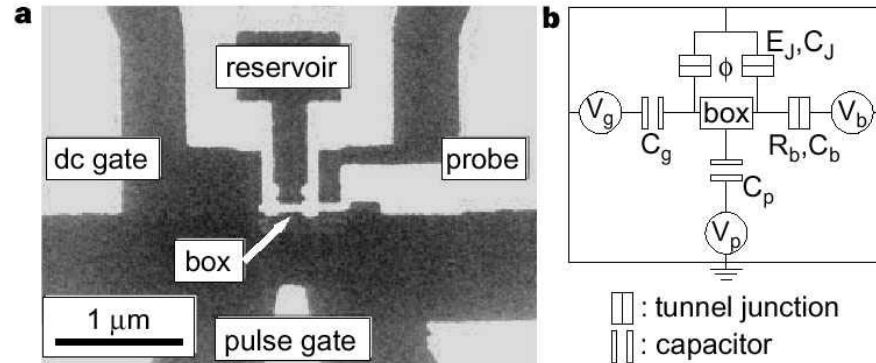 a
reservoir
dc gate
probe
box
1 μm
pulse gate
b
E_J,C_J
ϕ
V_g
box
V_b
C_g
R_b,C_b
C_p
V_p
: tunnel junction
: capacitor